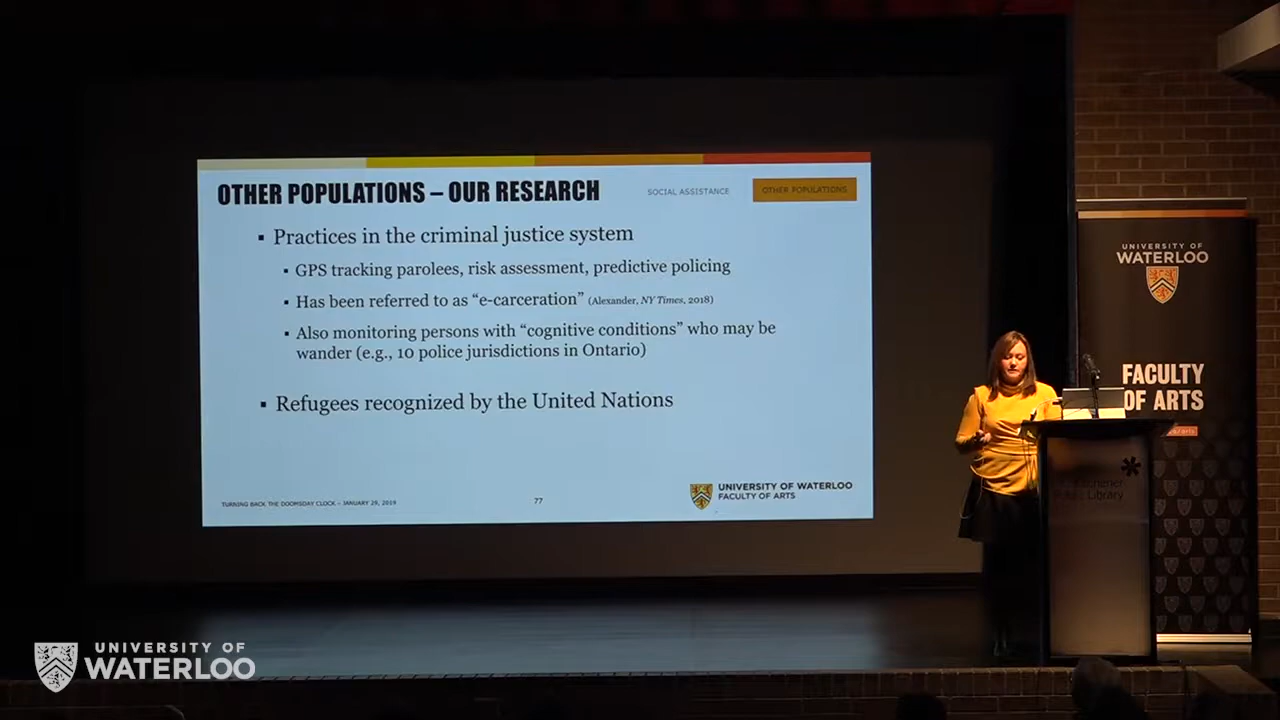 OTHER POPULATIONS – OUR RESEARCH
SOCIAL ASSISTANCE
OTHER POPULATIONS
▪ Practices in the criminal justice system
▪ GPS tracking parolees, risk assessment, predictive policing
▪ Has been referred to as “e-carceration” (Alexander, NY Times, 2018)
▪ Also monitoring persons with “cognitive conditions” who may be
wander (e.g., 10 police jurisdictions in Ontario)
▪ Refugees recognized by the United Nations
TURNING BACK THE DOOMSDAY CLOCK – JANUARY 29, 2019
77
UNIVERSITY OF WATERLOO
FACULTY OF ARTS
UNIVERSITY OF
WATERLOO
FACULTY
OF ARTS
Kitchener
Public Library
UNIVERSITY OF
WATERLOO